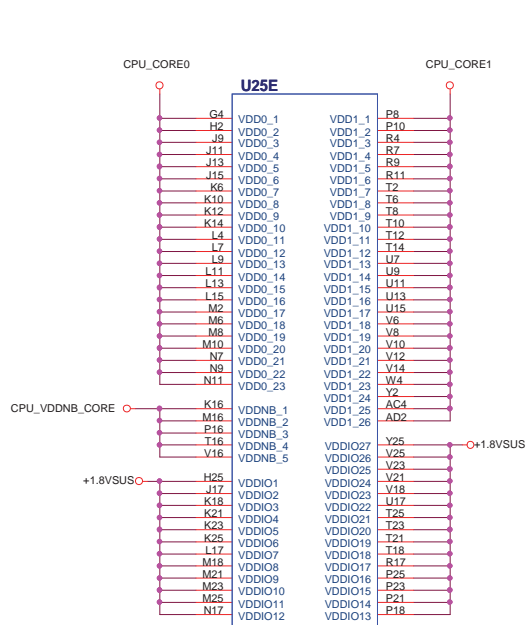 CPU_CORE0 CPU_CORE1
U25E
G4 VDD0_1 VDD1_1 P8
H2 VDD0_2 VDD1_2 P10
J9 VDD0_3 VDD1_3 R4
J11 VDD0_4 VDD1_4 R7
J13 VDD0_5 VDD1_5 R9
J15 VDD0_6 VDD1_6 R11
K6 VDD0_7 VDD1_7 T2
K10 VDD0_8 VDD1_8 T6
K12 VDD0_9 VDD1_9 T8
K14 VDD0_10 VDD1_10 T10
L4 VDD0_11 VDD1_11 T12
L7 VDD0_12 VDD1_12 T14
L9 VDD0_13 VDD1_13 U7
L11 VDD0_14 VDD1_14 U9
L13 VDD0_15 VDD1_15 U11
L15 VDD0_16 VDD1_16 U13
M2 VDD0_17 VDD1_17 U15
M6 VDD0_18 VDD1_18 V6
M8 VDD0_19 VDD1_19 V8
M10 VDD0_20 VDD1_20 V10
N7 VDD0_21 VDD1_21 V12
N9 VDD0_22 VDD1_22 V14
N11 VDD0_23 VDD1_23 W4
VDD1_24 Y2
CPU_VDDNB_CORE K16 VDDNB_1 VDD1_25 AC4
M16 VDDNB_2 VDD1_26 AD2
P16 VDDNB_3
T16 VDDNB_4 VDDIO27 Y25 +1.8VSUS
V16 VDDNB_5 VDDIO26 V25
VDDIO25 V23
+1.8VSUS H25 VDDIO1 VDDIO24 V21
J17 VDDIO2 VDDIO23 V18
K18 VDDIO3 VDDIO22 U17
K21 VDDIO4 VDDIO21 T25
K23 VDDIO5 VDDIO20 T23
K25 VDDIO6 VDDIO19 T21
L17 VDDIO7 VDDIO18 T18
M18 VDDIO8 VDDIO17 R17
M21 VDDIO9 VDDIO16 P25
M23 VDDIO10 VDDIO15 P23
M25 VDDIO11 VDDIO14 P21
N17 VDDIO12 VDDIO13 P18